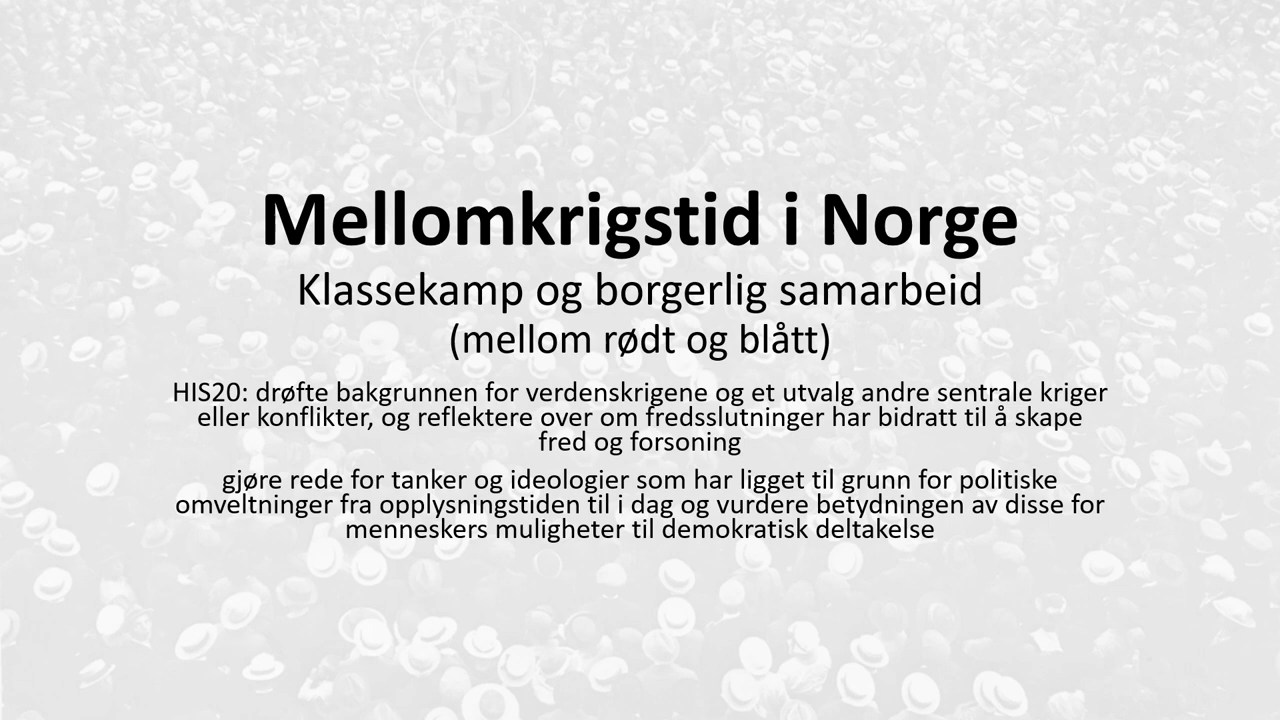 Mellomkrigstid i Norge
Klassekamp og borgerlig samarbeid
(mellom rødt og blått)
HIS20: drøfte bakgrunnen for verdenskrigene og et utvalg andre sentrale kriger
eller konflikter, og reflektere over om fredsslutninger har bidratt til å skape
fred og forsoning
gjøre rede for tanker og ideologier som har ligget til grunn for politiske
omveltninger fra opplysningstiden til i dag og vurdere betydningen av disse for
menneskers muligheter til demokratisk deltakelse